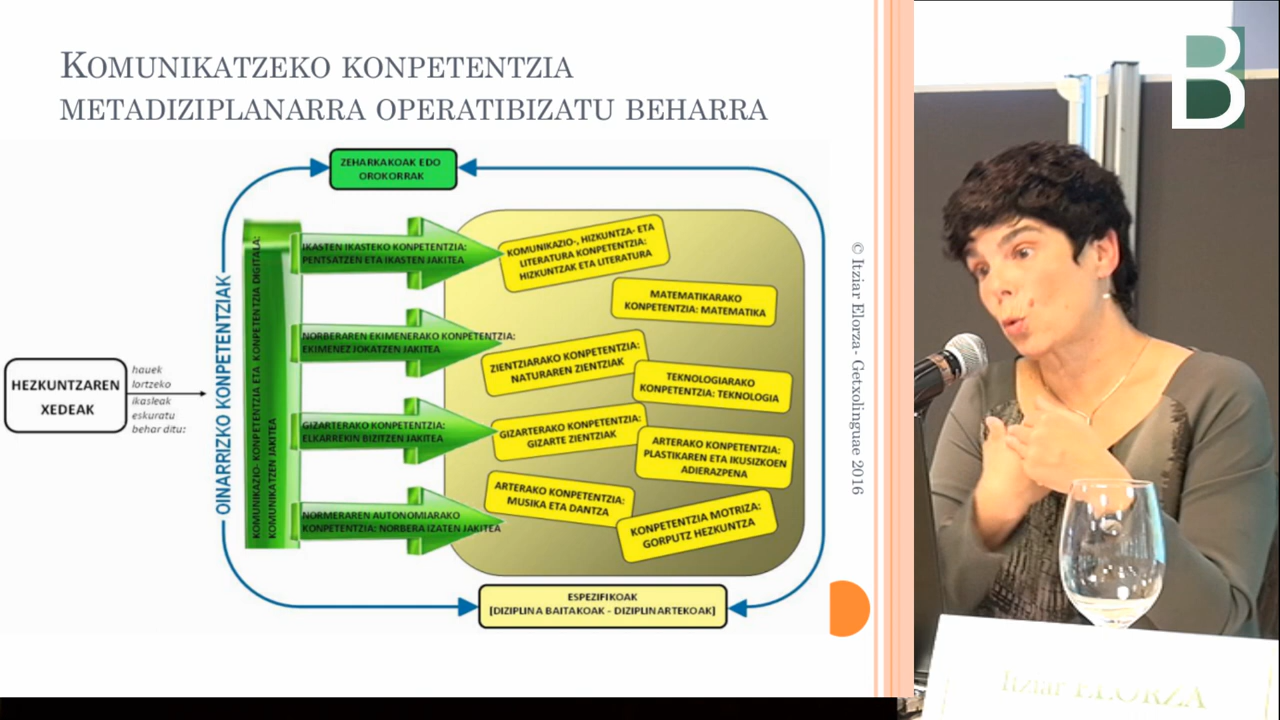 KOMUNIKATZEKO KONPETENTZIA
METADIZIPLANARRA OPERATIBIZATU BEHARRA
ZEHARKAKOAK EDO
OROKORRAK
HEZKUNTZAREN
XEDEAK
hauek
lortzeko
ikasleak
eskuratu
behar ditu:
OINARRIZKO KONPETENTZIAK
KOMUNIKAZIO- KONPETENTZIA ETA KONPETENTZIA DIGITALA:
KOMUNIKATZEN JAKITEA
IKASTEN IKASTEKO KONPETENTZIA:
PENTSATZEN ETA IKASTEN JAKITEA
NORBERAREN EKIMENERAKO KONPETENTZIA:
EKIMENEZ JOKATZEN JAKITEA
GIZARTERAKO KONPETENTZIA:
ELKARREKIN BIZITZEN JAKITEA
NORMERAREN AUTONOMIARAKO
KONPETENTZIA: NORBERA IZATEN JAKITEA
KOMUNIKAZIO-, HIZKUNTZA- ETA
LITERATURA KONPETENTZIA:
HIZKUNTZAK ETA LITERATURA
MATEMATIKARAKO
KONPETENTZIA: MATEMATIKA
ZIENTZIARAKO KONPETENTZIA:
NATURAREN ZIENTZIAK
TEKNOLOGIARAKO
KONPETENTZIA: TEKNOLOGIA
GIZARTERAKO KONPETENTZIA:
GIZARTE ZIENTZIAK
ARTERAKO KONPETENTZIA:
PLASTIKAREN ETA IKUSIZKOEN
ADIERAZPENA
ARTERAKO KONPETENTZIA:
MUSIKA ETA DANTZA
KONPETENTZIA MOTRIZA:
GORPUTZ HEZKUNTZA
ESPEZIFIKOAK
[DIZIPLINA BAITAKOAK - DIZIPLINARTEKOAK]
© Itziar Elorza- Getxolinguae 2016
B
Itziar ELORZA